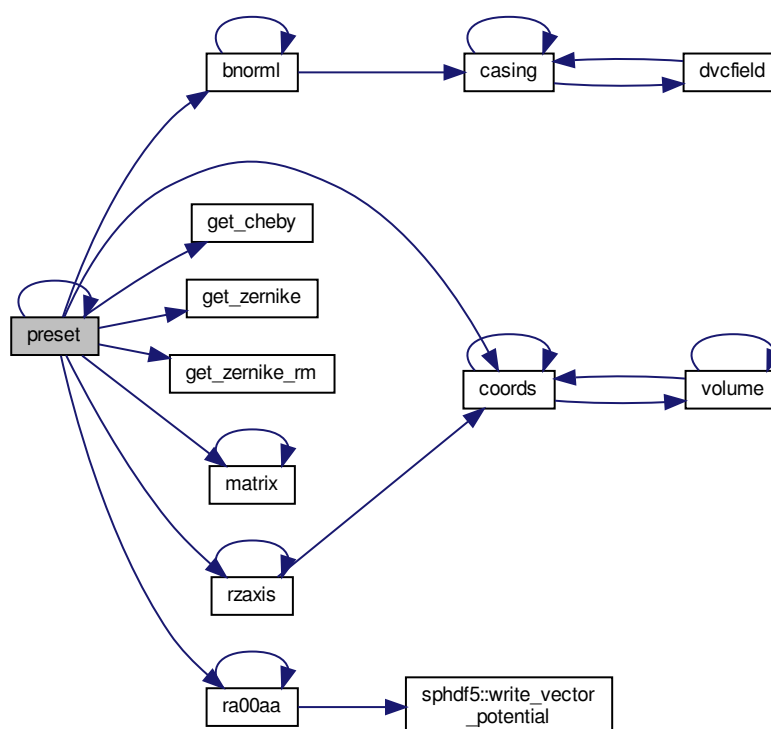 bnorml
casing
dvcfield
get_cheby
get_zernike
preset
get_zernike_rm
coords
volume
matrix
rzaxis
ra00aa
sphdf5::write_vector
_potential